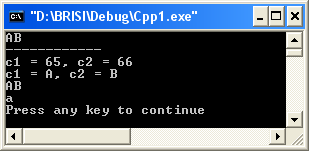 "D:\BRISI\Debug\Cpp1.exe"
AB
------------
c1 = 65, c2 = 66
c1 = A, c2 = B
AB
a
Press any key to continue